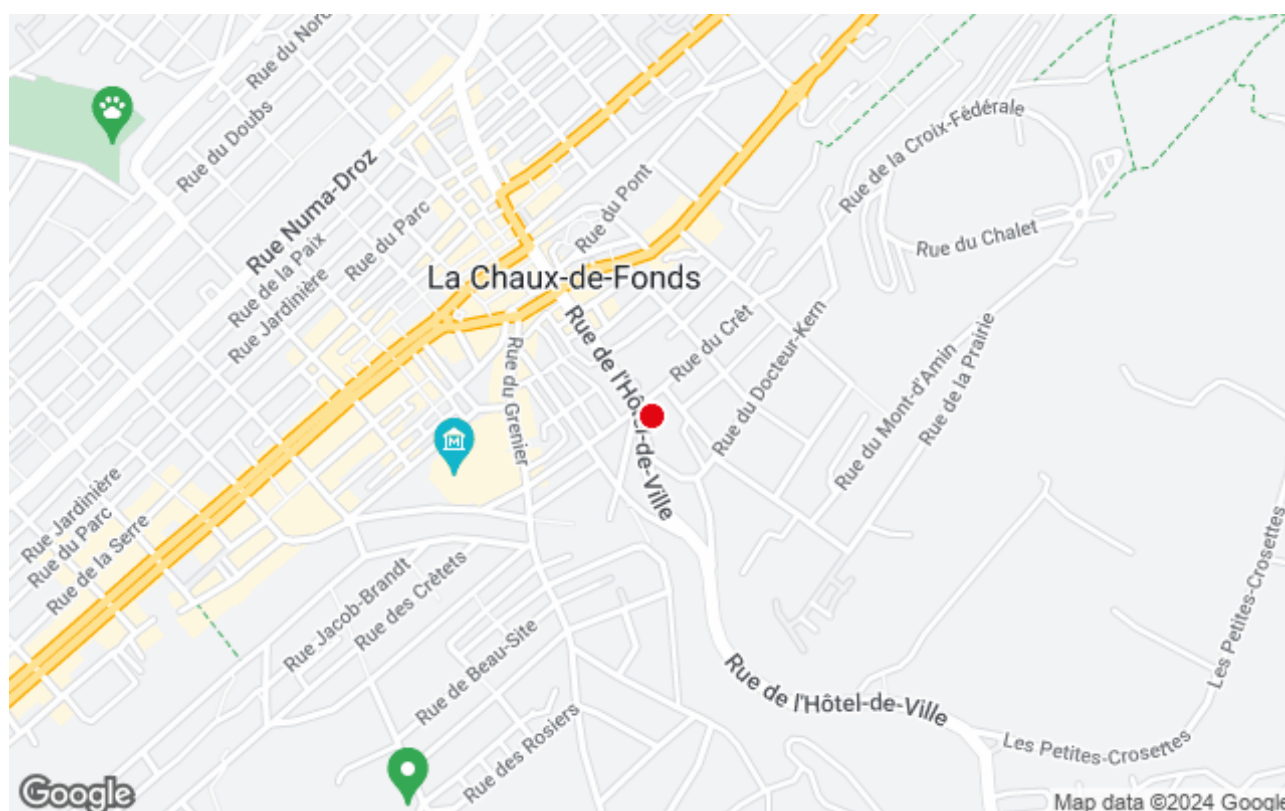 Rue du Nord
Rue du Doubs
Rue Numa-Droz
Rue du Parc
Rue de la Paix
Rue Jardinière
Rue du Pont
Rue de la Croix-Fédérale
Rue du Chalet
La Chaux-de-Fonds
Rue de l'Hôtel-de-Ville
Rue du Crêt
Rue du Docteur-Kern
Rue du Mont-d'Amin
Rue de la Prairie
Rue du Grenier
M
Rue Jardinière
Rue du Parc
Rue de la Serre
Rue Jacob-Brandt
Rue des Crêtets
Rue de Beau-Site
Rue des Rosiers
Rue de l'Hôtel-de-Ville
Les Petites-Crosettes
Les Petites-Crosettes
Google
Map data ©2024 Google